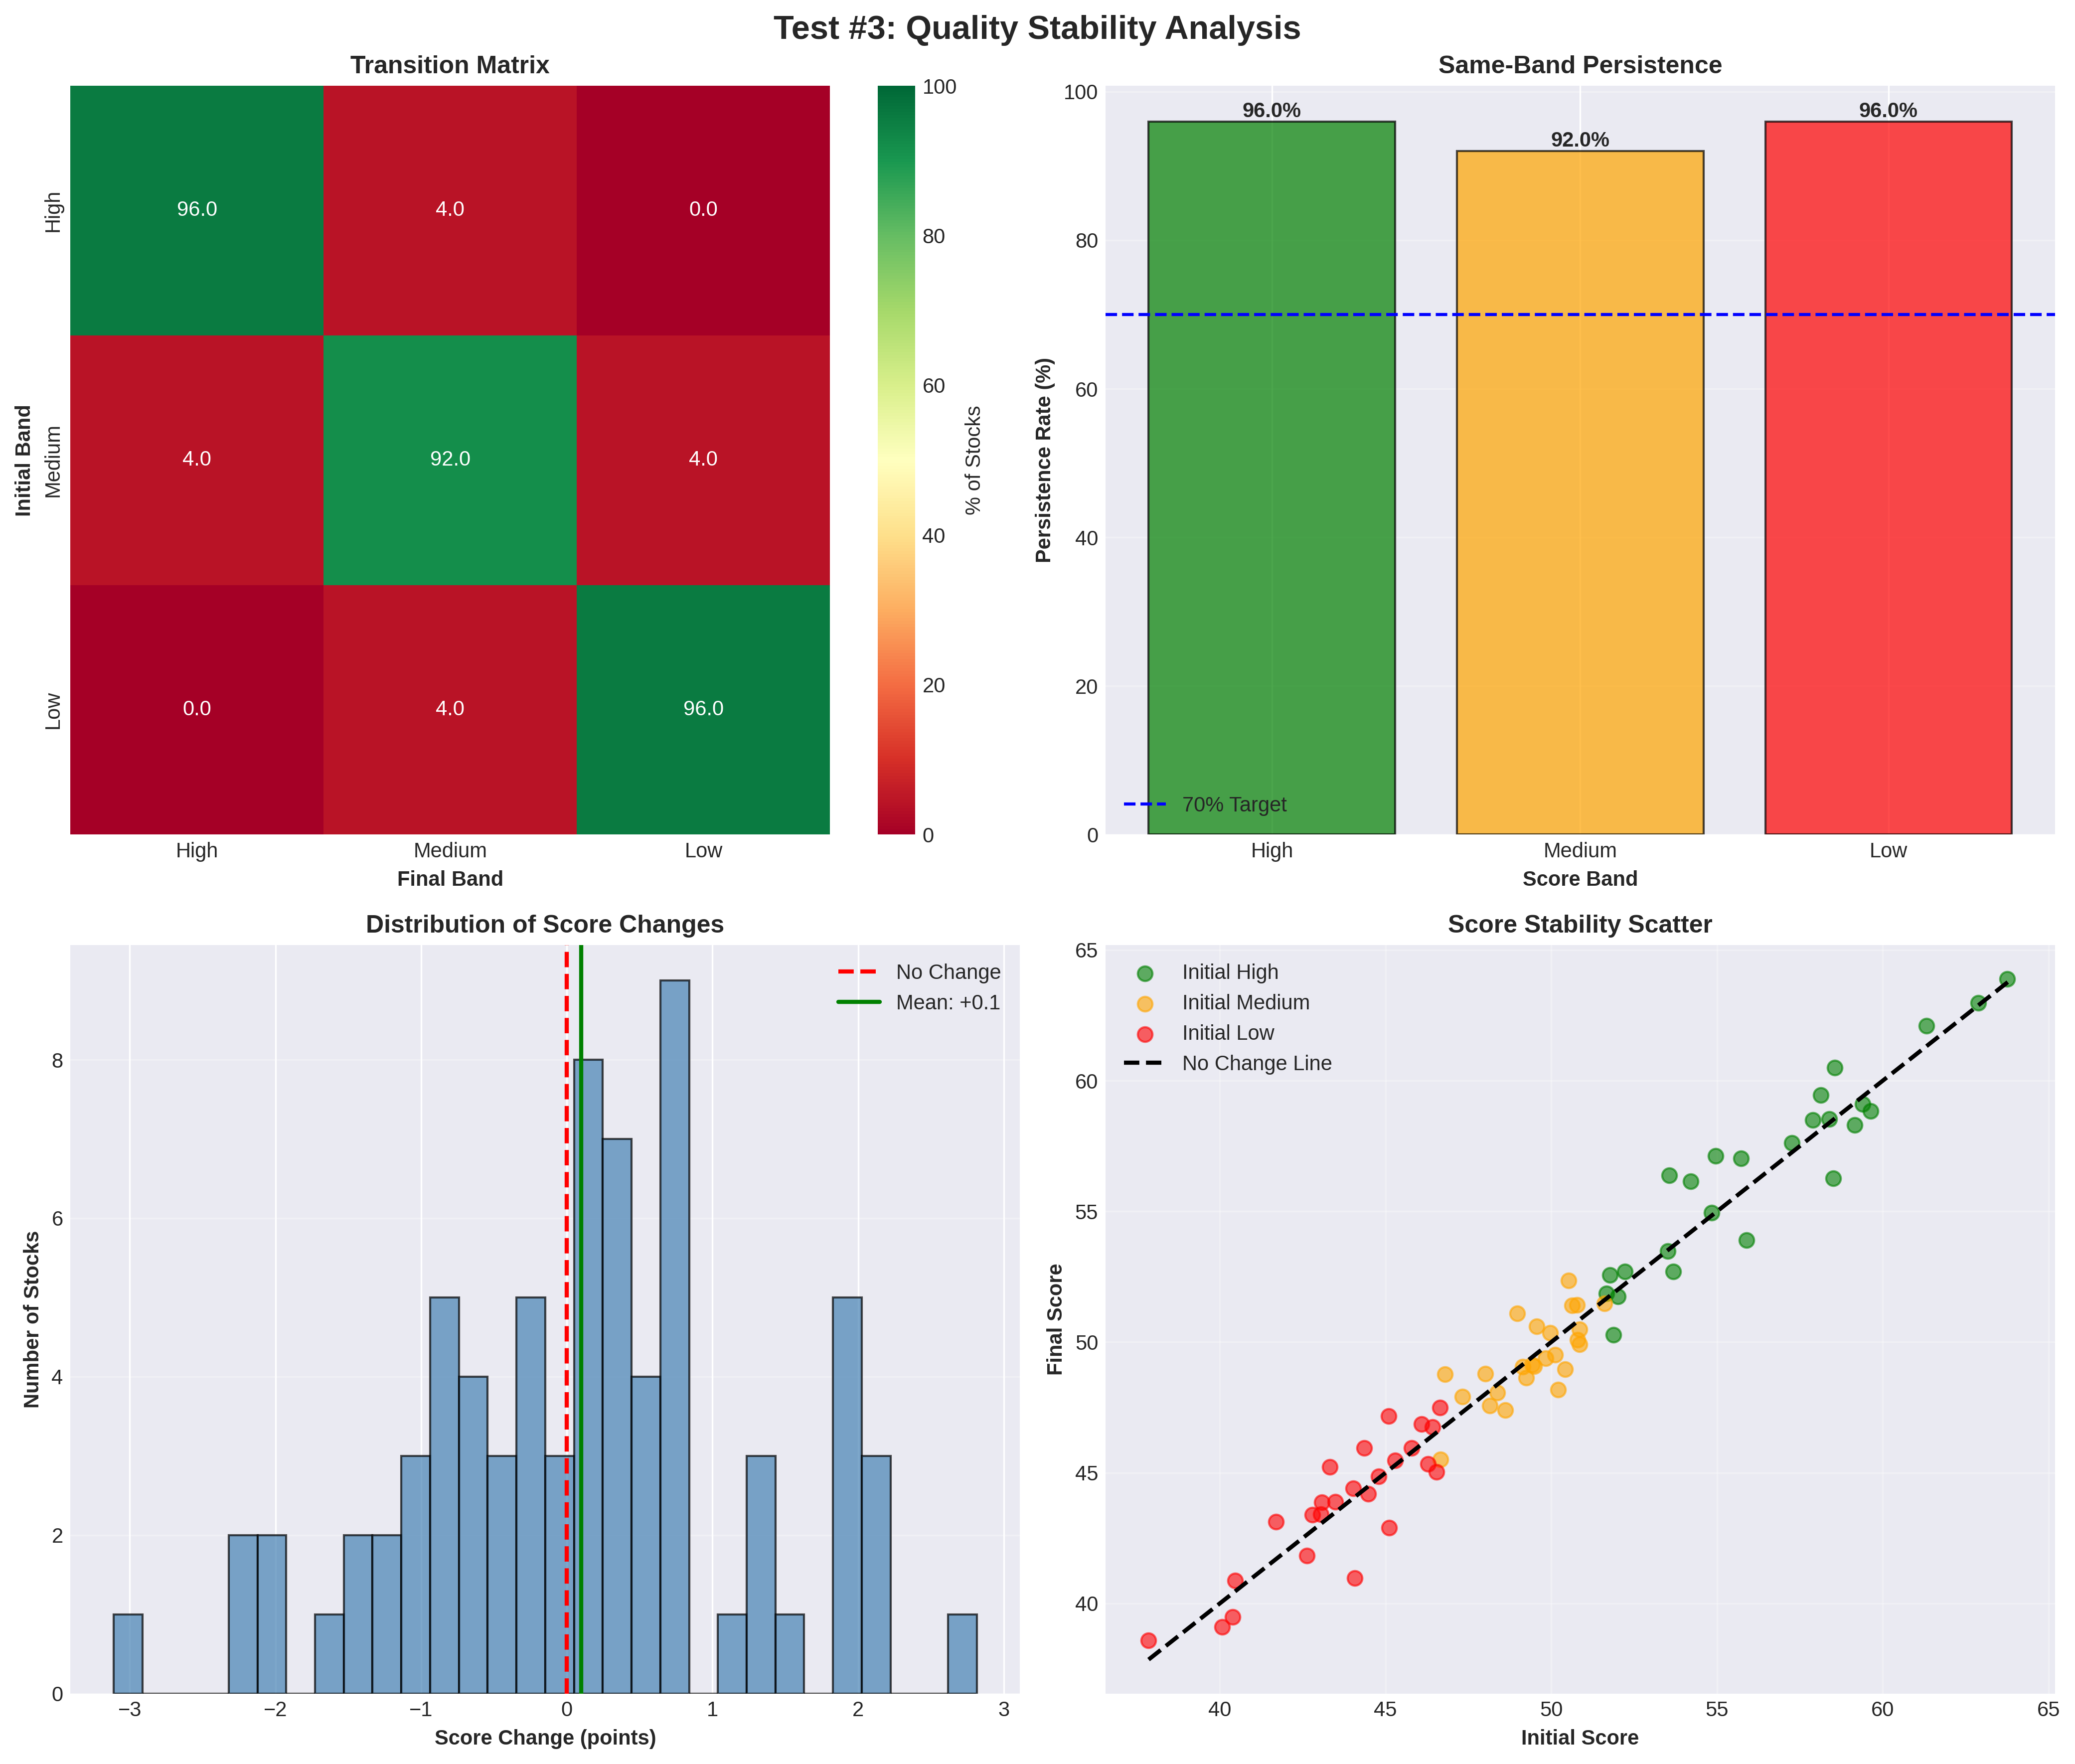 Test #3: Quality Stability Analysis
Transition Matrix
Initial Band
High
Medium
Low
96.0
4.0
0.0
4.0
92.0
4.0
0.0
4.0
96.0
High
Medium
Low
Final Band
100
80
60
40
20
0
% of Stocks
Same-Band Persistence
Persistence Rate (%)
100
80
60
40
20
0
96.0%
92.0%
96.0%
70% Target
High
Medium
Low
Score Band
Distribution of Score Changes
Number of Stocks
8
6
4
2
0
No Change
Mean: +0.1
−3
−2
−1
0
1
2
3
Score Change (points)
Score Stability Scatter
Final Score
65
60
55
50
45
40
Initial High
Initial Medium
Initial Low
No Change Line
40
45
50
55
60
65
Initial Score